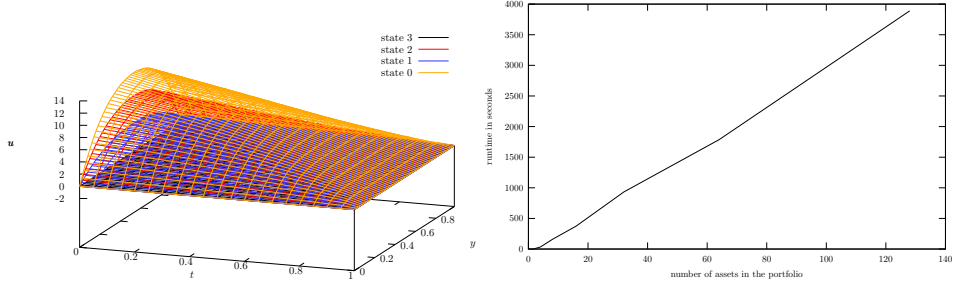 state 3
state 2
state 1
state 0
14
12
10
8
6
4
2
0
-2
u
0
0.2
0.4
0.6
0.8
1
t
0
0.2
0.4
0.6
0.8
y
4000
3500
3000
2500
2000
1500
1000
500
0
runtime in seconds
0 20 40 60 80 100 120 140
number of assets in the portfolio